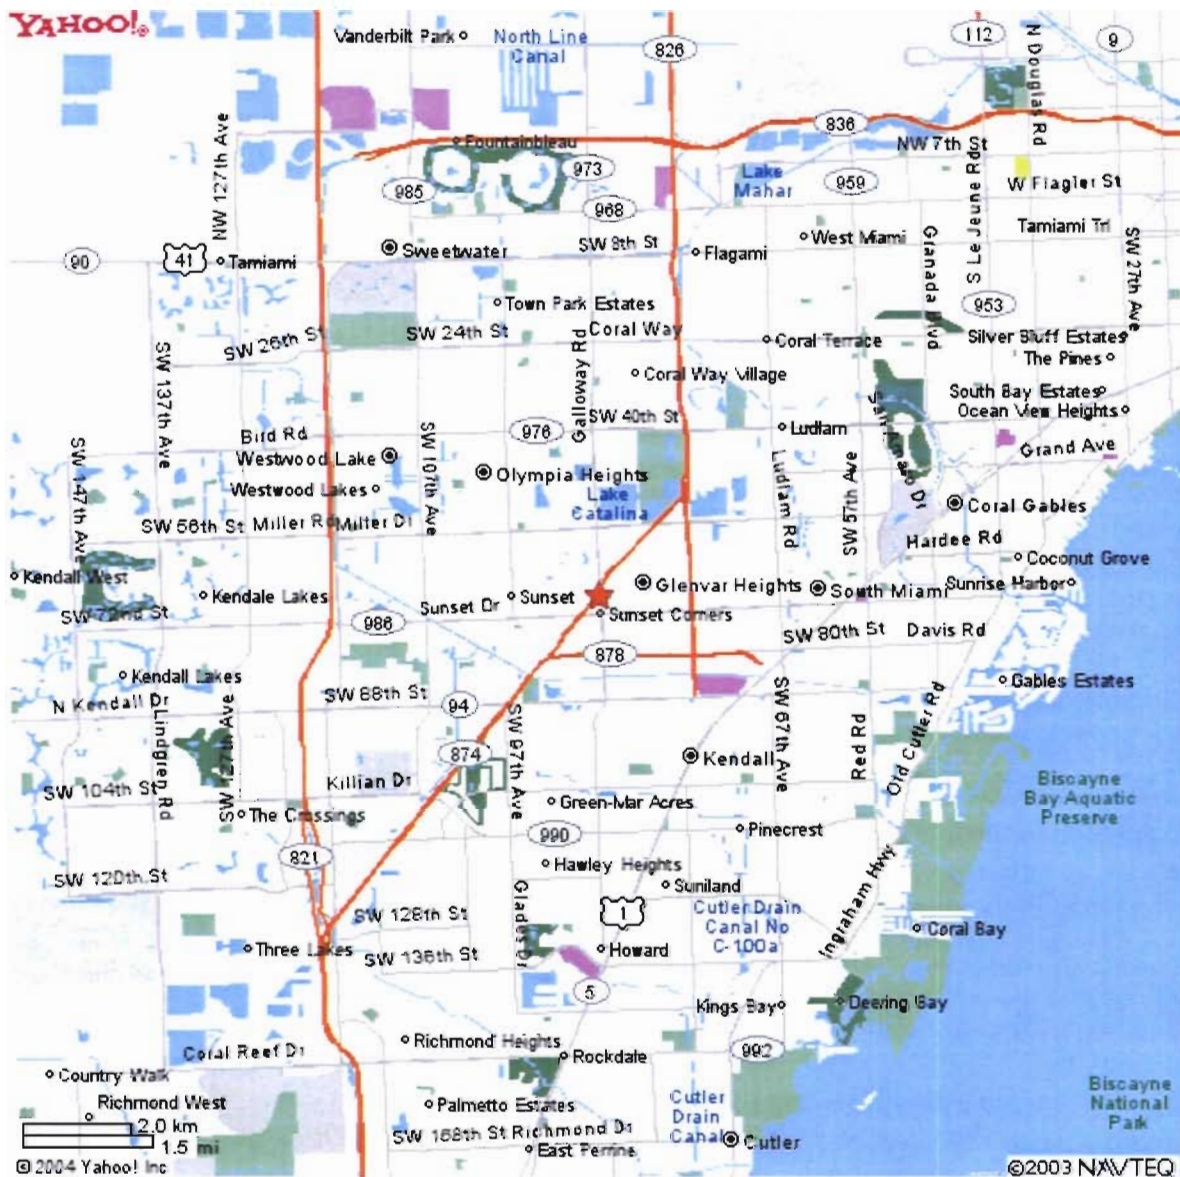 YAHOO!
Vanderbilt Park
North Line
Canal
826
112
9
N Douglas Rd
836
NW 7th St
Fountainbleau
973
985
968
Lake
Mahar
959
W Flagler St
NW 127th Ave
S Le Jeune Rd
Tamiami Trl
90
41
Tamiami
Sweetwater
SW 8th St
Flagami
West Miami
Granada Blvd
SW 27th Ave
953
Town Park Estates
SW 26th St
SW 24th St
Coral Way
Galloway Rd
Coral Terrace
Silver Bluff Estates
The Pines
SW 137th Ave
Coral Way Village
South Bay Estates
Ocean View Heights
SW 40th St
976
Bird Rd
Ludlam
Grand Ave
SW 147th Ave
Westwood Lake
SW 107th Ave
Olympia Heights
Westwood Lakes
Lake
Catalina
Ludlam Rd
SW 57th Ave
Coral Gables
SW 56th St
Miller Rd
Miller Dr
Hardee Rd
Coconut Grove
Kendall West
Kendale Lakes
Sunset Dr
Sunset
Glenvar Heights
South Miami
Sunrise Harbor
Sunset Corners
SW 72nd St
986
SW 80th St
Davis Rd
878
Kendall Lakes
SW 88th St
94
Gables Estates
N Kendall Dr
Lindgren Rd
SW 127th Ave
SW 97th Ave
SW 67th Ave
Red Rd
Old Cutler Rd
874
Kendall
SW 104th St
Killian Dr
Biscayne
Bay Aquatic
Preserve
The Crossings
Green-Mar Acres
990
Pinecrest
821
Hawley Heights
SW 120th St
Suniland
Ingraham Hwy
SW 128th St
Glades Dr
1
Cutler Drain
Canal No
C-100a
Coral Bay
Three Lakes
SW 136th St
Howard
5
Kings Bay
Deering Bay
Richmond Heights
Coral Reef Dr
Rockdale
992
Country Walk
Biscayne
National
Park
Richmond West
Palmetto Estates
Cutler
Drain
Canal
2.0 km
1.5 mi
SW 168th St
Richmond Dr
Cutler
East Perrine
© 2004 Yahoo! Inc
©2003 NAVTEQ